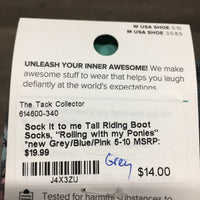 W USA SHOE 5-10
M USA SHOE 3.5-8.5
UNLEASH YOUR INNER AWESOME! We make
awesome stuff to wear that helps you laugh
defiantly at the world's expectations.
The Tack Collector
614600-340
Sock it to me Tall Riding Boot
Socks, "Rolling with my Ponies"
*new Grey/Blue/Pink 5-10 MSRP:
$19.99
Grey
$14.00
J4X3ZU
Tested for harmful substances